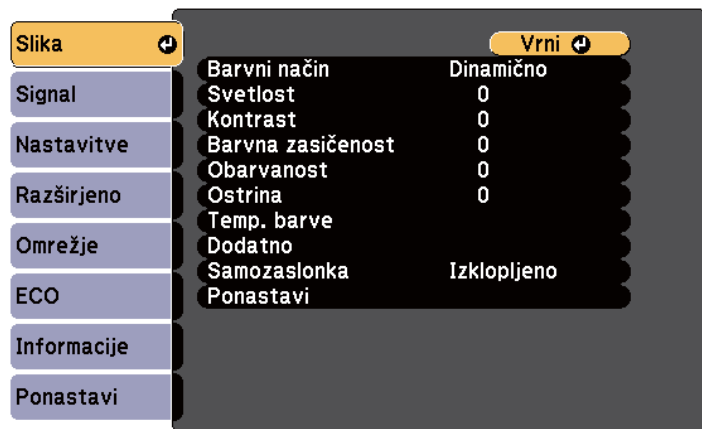 Slika
Signal
Nastavitve
Razširjeno
Omrežje
ECO
Informacije
Ponastavi
Vrni
Barvni način Dinamično
Svetlost 0
Kontrast 0
Barvna zasičenost 0
Obarvanost 0
Ostrina 0
Temp. barve
Dodatno
Samozaslonka Izklopljeno
Ponastavi